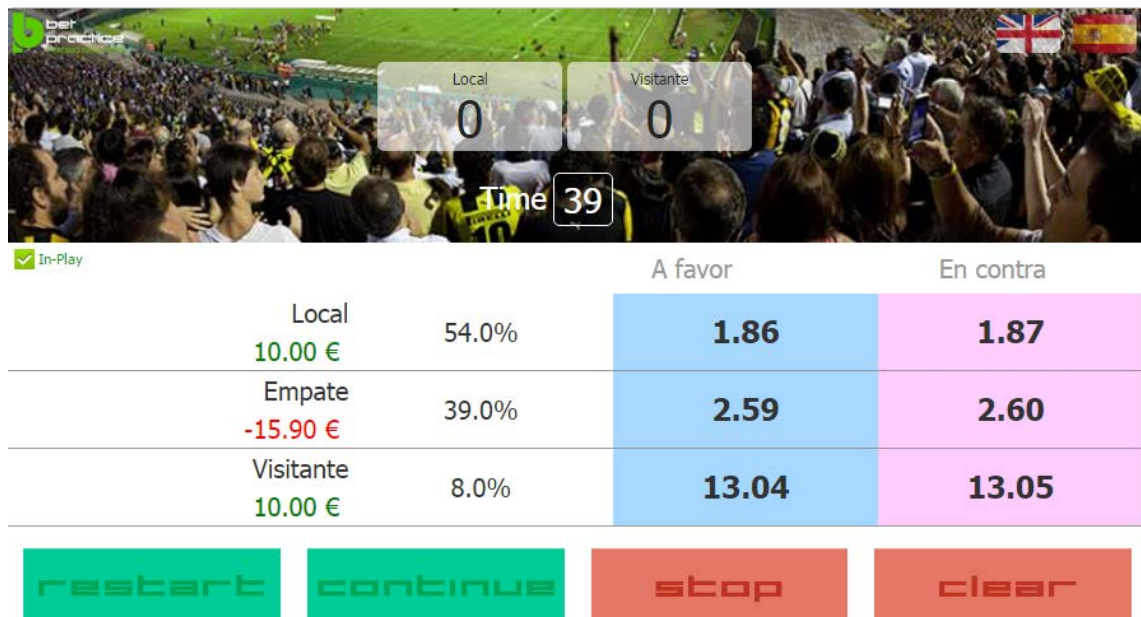 bet
practice
Local
Visitante
0
0
Time 39
In-Play
A favor
En contra
Local
10.00 €
54.0%
1.86
1.87
Empate
-15.90 €
39.0%
2.59
2.60
Visitante
10.00 €
8.0%
13.04
13.05
restart
continue
stop
clear